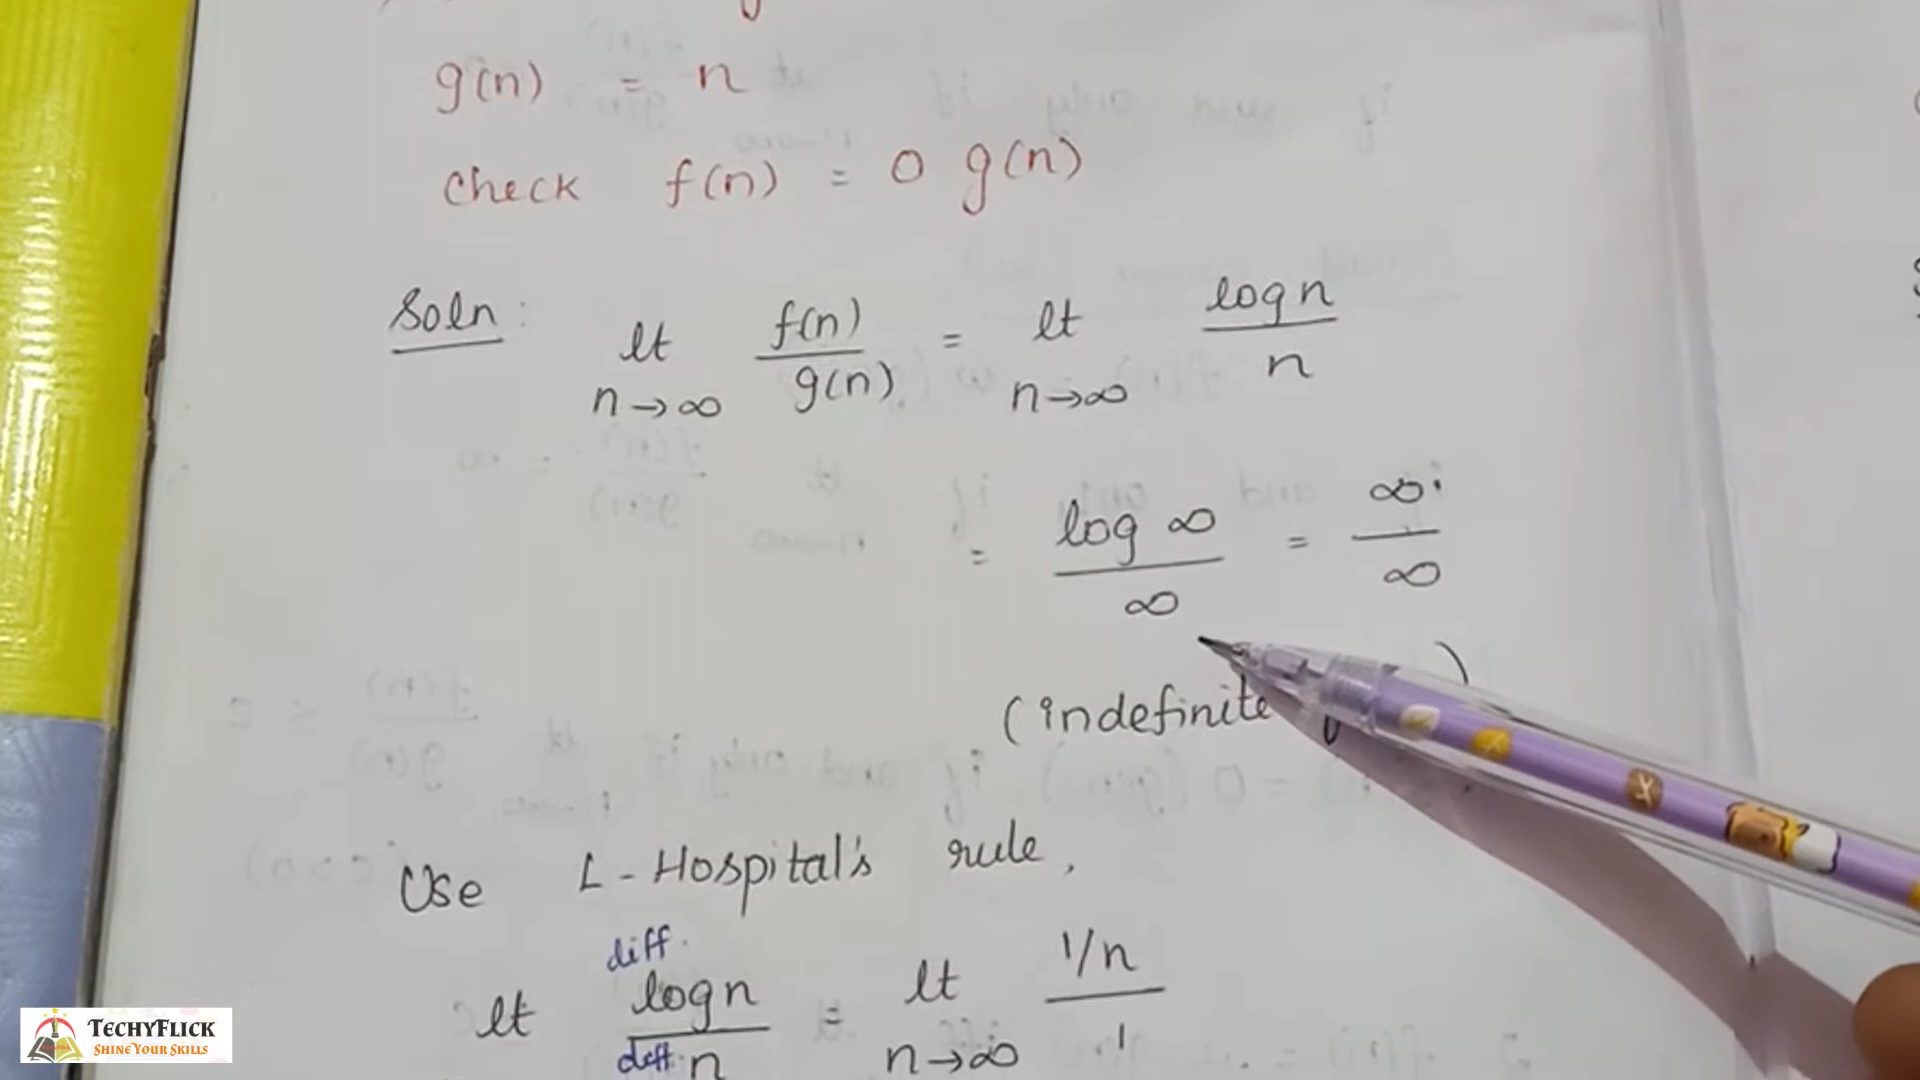 g(n) = n
check f(n) = O g(n)
Soln: lt n→∞ f(n)/g(n) = lt n→∞ log n/n
= log ∞/∞ = ∞/∞
(indefinite )
Use L-Hospital's rule,
diff.
lt log n/n = lt n→∞ 1/n/1
diff.
TECHYFLICK
SHINE YOUR SKILLS